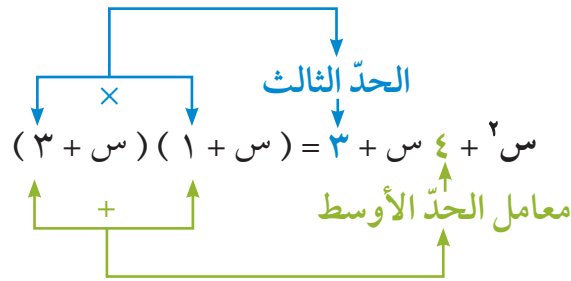 ×
الحدّ الثالث
س٢ + ٤ س + ٣ = ( س + ١ ) ( س + ٣ )
معامل الحدّ الأوسط
+